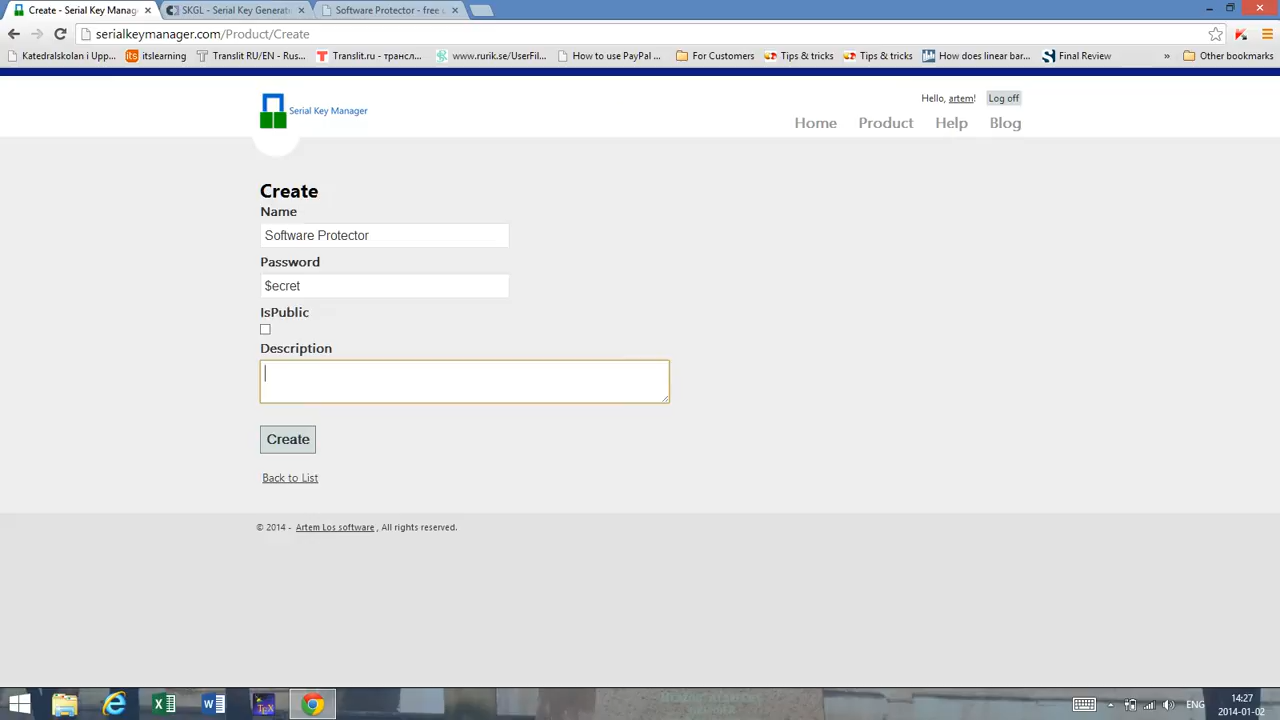 Create - Serial Key Mana
SKGL - Serial Key Generat
Software Protector - free
serialkeymanager.com/Product/Create
Katedralskolan i Upp...
its itslearning
Translit RU/EN - Rus...
Translit.ru - трансл...
www.rurik.se/UserFil...
How to use PayPal ...
For Customers
Tips & tricks
Tips & tricks
How does linear bar...
Final Review
»
Other bookmarks
Serial Key Manager
Hello, artem!
Log off
Home
Product
Help
Blog
Create
Name
Software Protector
Password
$ecret
IsPublic
Description
Create
Back to List
© 2014 - Artem Los software , All rights reserved.
ENG
14:27
2014-01-02